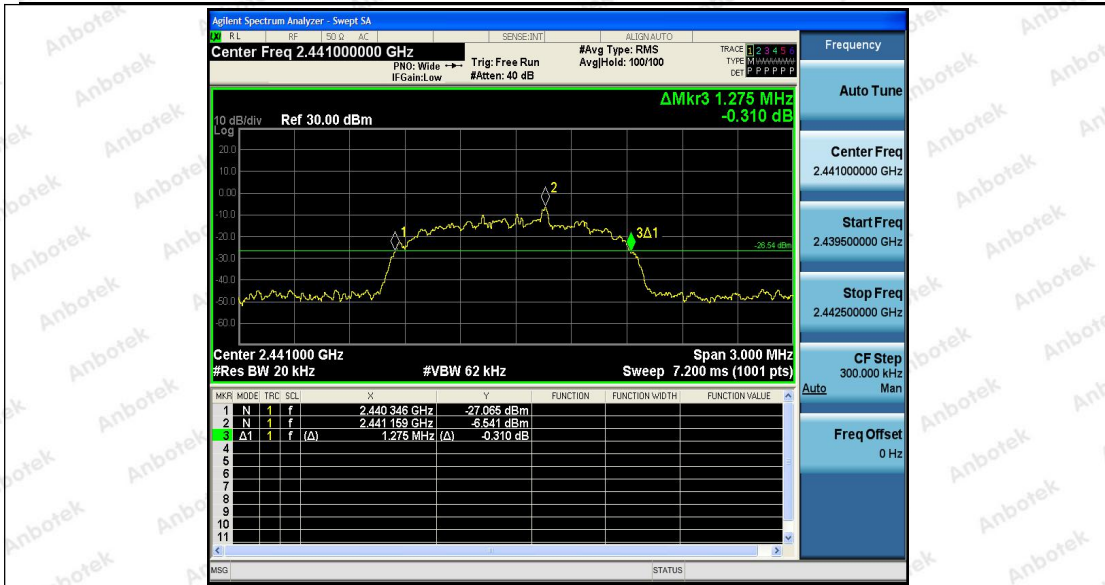 Agilent Spectrum Analyzer - Swept SA
RL RF 50 Ω AC SENSE:INT ALIGNAUTO
Center Freq 2.441000000 GHz
PNO: Wide
IFGain:Low
Trig: Free Run
#Atten: 40 dB
#Avg Type: RMS
Avg|Hold: 100/100
TRACE 1 2 3 4 5 6
TYPE M
DET P P P P P P
ΔMkr3 1.275 MHz
-0.310 dB
10 dB/div Ref 30.00 dBm
Log
20.0
10.0
0.00
-10.0
-20.0
-30.0
-40.0
-50.0
-60.0
1
2
3Δ1
-26.54 dBm
Center 2.441000 GHz Span 3.000 MHz
#Res BW 20 kHz #VBW 62 kHz Sweep 7.200 ms (1001 pts)
MKR MODE TRC SCL X Y FUNCTION FUNCTION WIDTH FUNCTION VALUE
1 N 1 f 2.440 346 GHz -27.065 dBm
2 N 1 f 2.441 159 GHz -6.541 dBm
3 Δ1 1 f (Δ) 1.275 MHz (Δ) -0.310 dB
4
5
6
7
8
9
10
11
MSG STATUS
Frequency
Auto Tune
Center Freq
2.441000000 GHz
Start Freq
2.439500000 GHz
Stop Freq
2.442500000 GHz
CF Step
300.000 kHz
Auto Man
Freq Offset
0 Hz
Anbotek